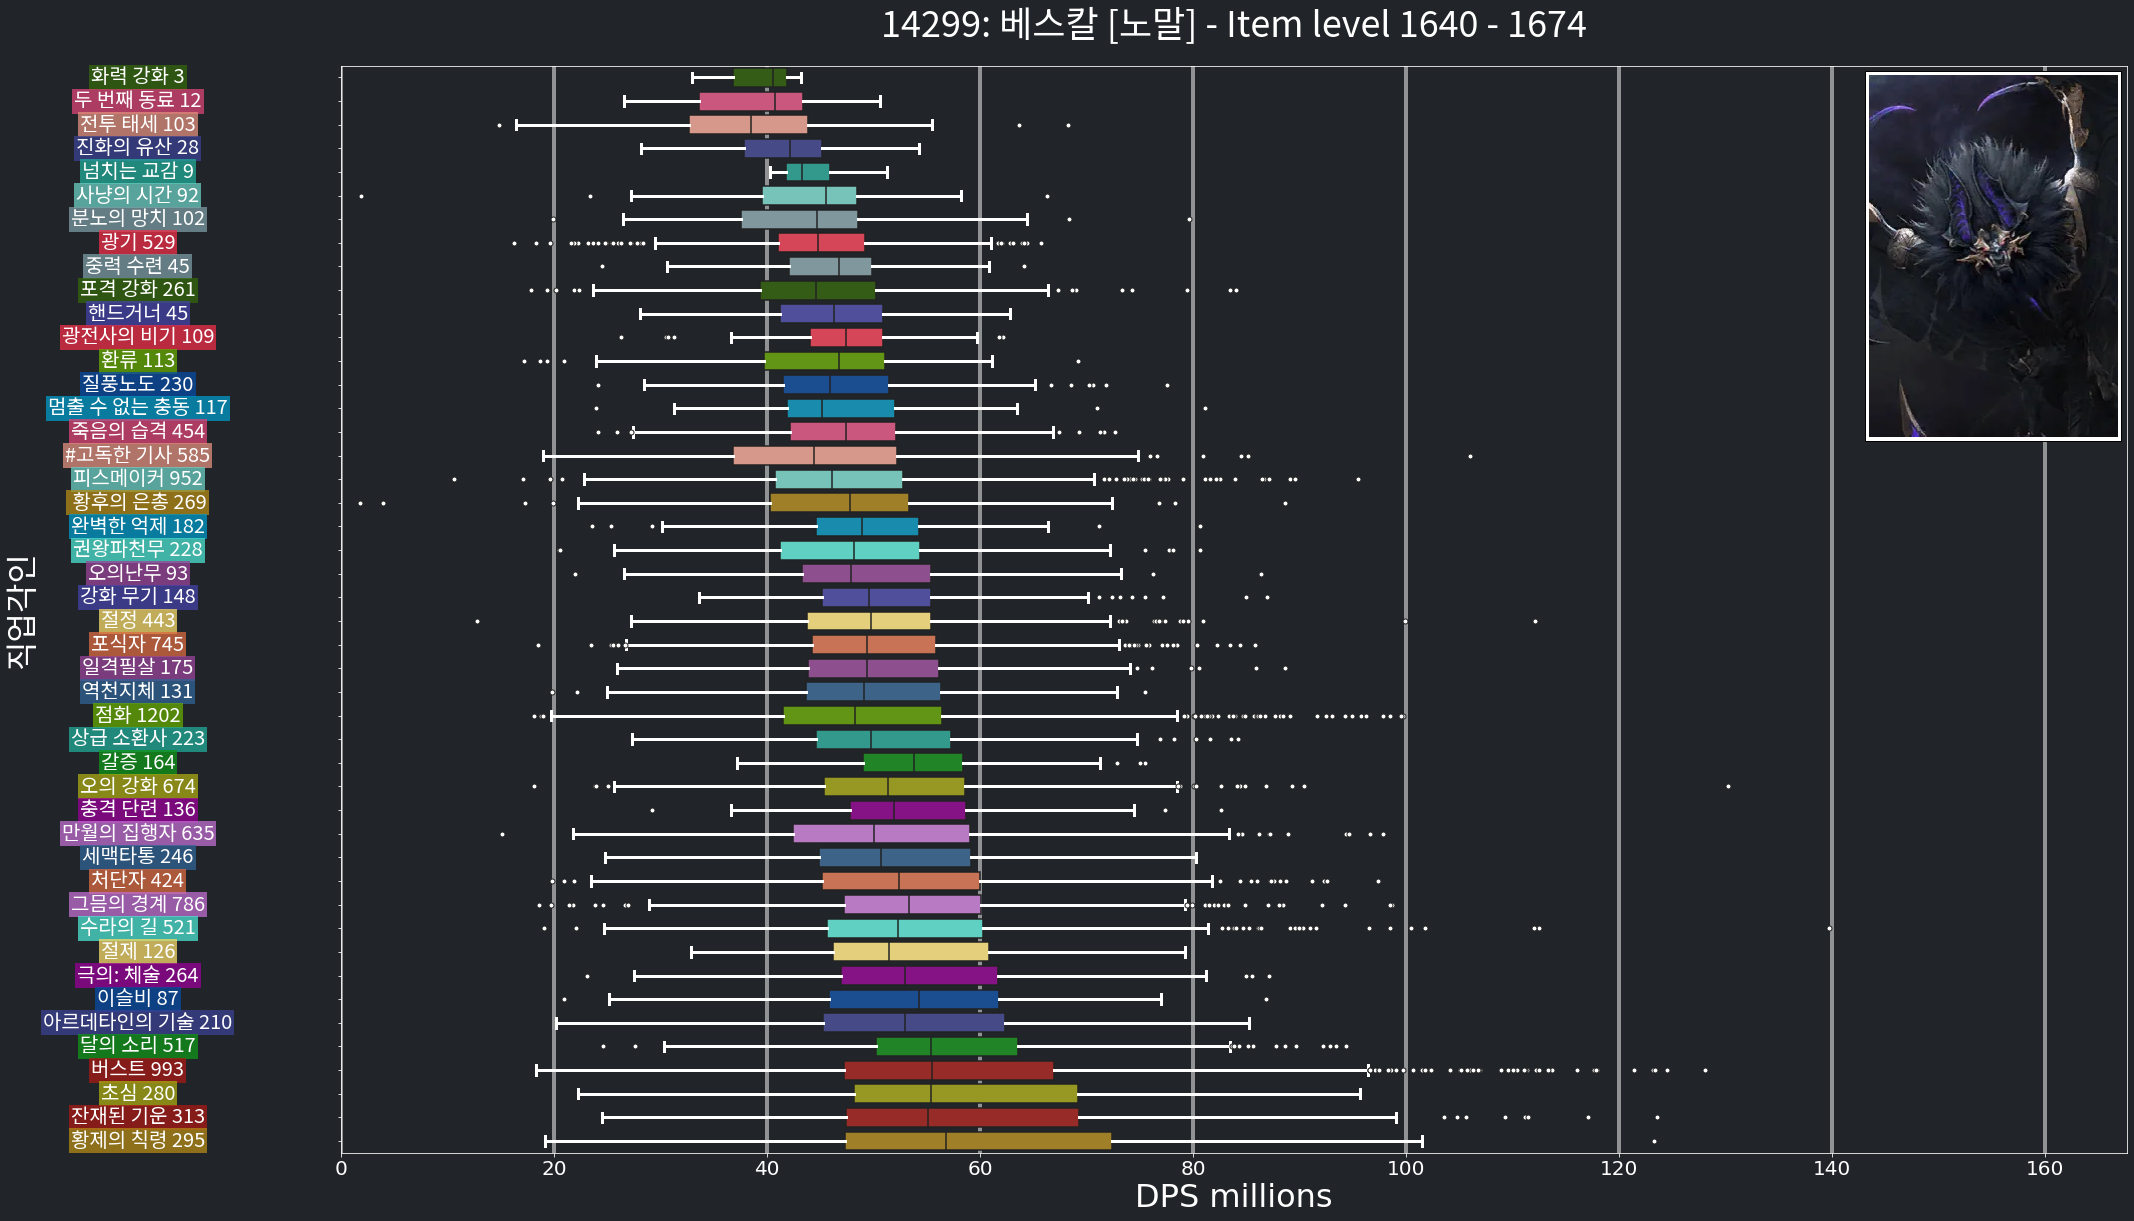 14299: 베스칼 [노말] - Item level 1640 - 1674
화력 강화 3
두 번째 동료 12
전투 태세 103
진화의 유산 28
넘치는 교감 9
사냥의 시간 92
분노의 망치 102
광기 529
중력 수련 45
포격 강화 261
핸드거너 45
광전사의 비기 109
환류 113
질풍노도 230
멈출 수 없는 충동 117
죽음의 습격 454
#고독한 기사 585
피스메이커 952
황후의 은총 269
완벽한 억제 182
권왕파천무 228
오의난무 93
강화 무기 148
절정 443
포식자 745
일격필살 175
역천지체 131
점화 1202
상급 소환사 223
갈증 164
오의 강화 674
충격 단련 136
만월의 집행자 635
세맥타통 246
처단자 424
그믐의 경계 786
수라의 길 521
절제 126
극의: 체술 264
이슬비 87
아르데타인의 기술 210
달의 소리 517
버스트 993
초심 280
잔재된 기운 313
황제의 칙령 295
직업각인
0 20 40 60 80 100 120 140 160
DPS millions